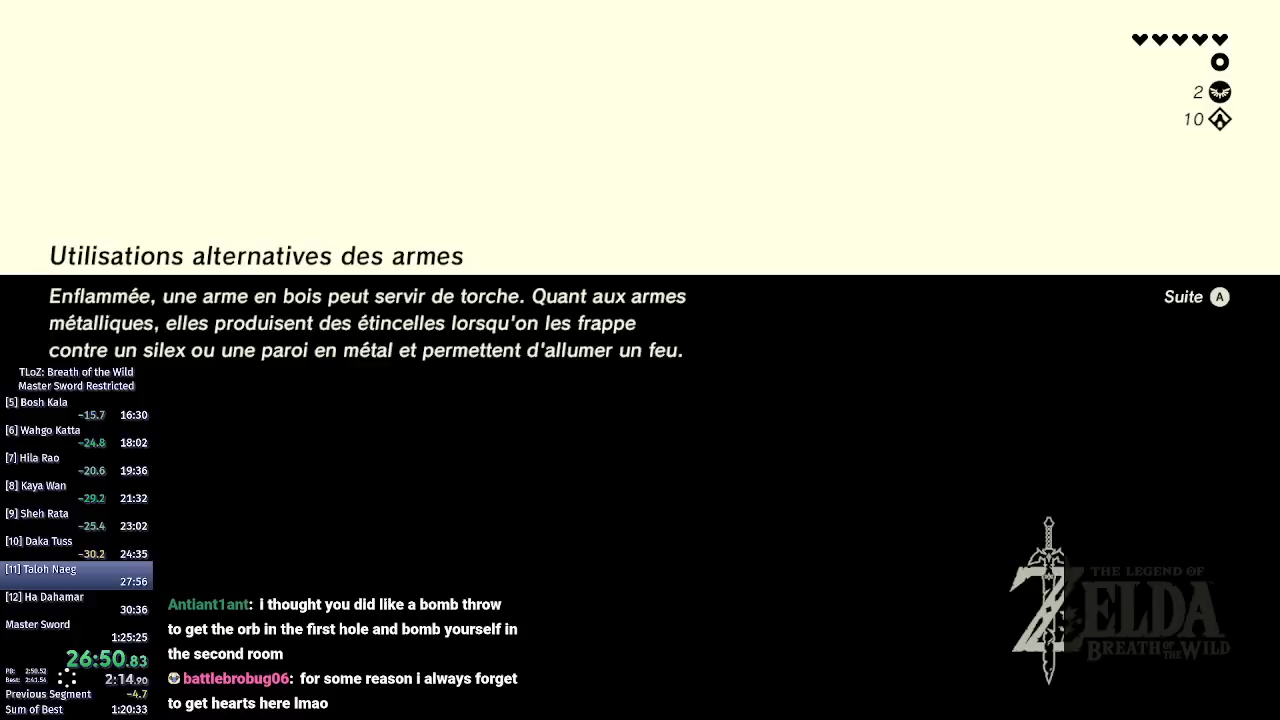 2
10
Utilisations alternatives des armes
Enflammée, une arme en bois peut servir de torche. Quant aux armes
métalliques, elles produisent des étincelles lorsqu'on les frappe
contre un silex ou une paroi en métal et permettent d'allumer un feu.
Suite A
TLoZ: Breath of the Wild
Master Sword Restricted
[5] Bosh Kala
-15.7 16:30
[6] Wahgo Katta
-24.8 18:02
[7] Hila Rao
-20.6 19:36
[8] Kaya Wan
-29.2 21:32
[9] Sheh Rata
-25.4 23:02
[10] Daka Tuss
-30.2 24:35
[11] Taloh Naeg
27:56
[12] Ha Dahamar
30:36
Master Sword
1:25:25
26:50.83
PB: 2:50.52
Best: 2:41.54
2:14.90
Previous Segment -4.7
Sum of Best 1:20:33
Antiant1ant: i thought you did like a bomb throw
to get the orb in the first hole and bomb yourself in
the second room
battlebrobug06: for some reason i always forget
to get hearts here lmao
THE LEGEND OF
ZELDA
BREATH OF THE WILD